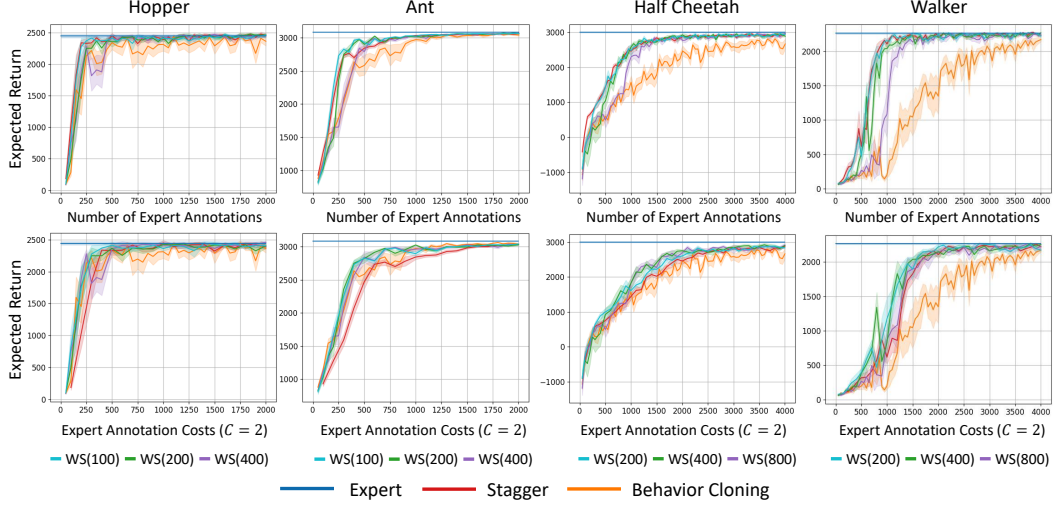 Hopper Ant Half Cheetah Walker
Expected Return
2500
2000
1500
1000
500
0
0 250 500 750 1000 1250 1500 1750 2000
3000
2500
2000
1500
1000
0 250 500 750 1000 1250 1500 1750 2000
3000
2000
1000
0
−1000
0 500 1000 1500 2000 2500 3000 3500 4000
2000
1500
1000
500
0
0 500 1000 1500 2000 2500 3000 3500 4000
Number of Expert Annotations Number of Expert Annotations Number of Expert Annotations Number of Expert Annotations
Expected Return
2500
2000
1500
1000
500
0
0 250 500 750 1000 1250 1500 1750 2000
3000
2500
2000
1500
1000
0 250 500 750 1000 1250 1500 1750 2000
3000
2000
1000
0
−1000
0 500 1000 1500 2000 2500 3000 3500 4000
2000
1500
1000
500
0
0 500 1000 1500 2000 2500 3000 3500 4000
Expert Annotation Costs (C = 2) Expert Annotation Costs (C = 2) Expert Annotation Costs (C = 2) Expert Annotation Costs (C = 2)
WS(100) WS(200) WS(400) WS(100) WS(200) WS(400) WS(200) WS(400) WS(800) WS(200) WS(400) WS(800)
Expert Stagger Behavior Cloning